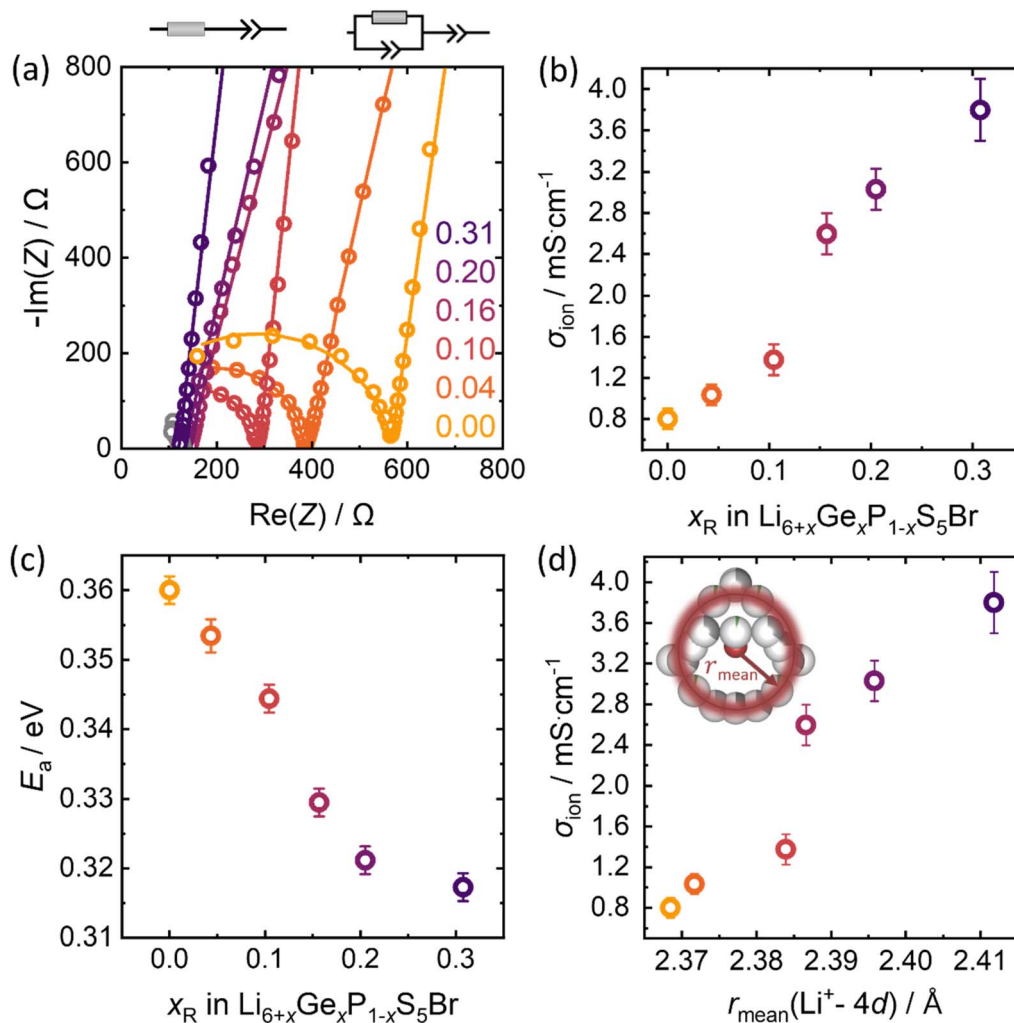 (a)
-Im(Z) / Ω
800
600
400
200
0
0.31
0.20
0.16
0.10
0.04
0.00
0 200 400 600 800
Re(Z) / Ω
(b)
σion / mS·cm⁻¹
4.0
3.6
3.2
2.8
2.4
2.0
1.6
1.2
0.8
0.0 0.1 0.2 0.3
xR in Li6+xGexP1-xS5Br
(c)
Ea / eV
0.36
0.35
0.34
0.33
0.32
0.31
0.0 0.1 0.2 0.3
xR in Li6+xGexP1-xS5Br
(d)
σion / mS·cm⁻¹
4.0
3.6
3.2
2.8
2.4
2.0
1.6
1.2
0.8
rmean
2.37 2.38 2.39 2.40 2.41
rmean(Li⁺- 4d) / Å